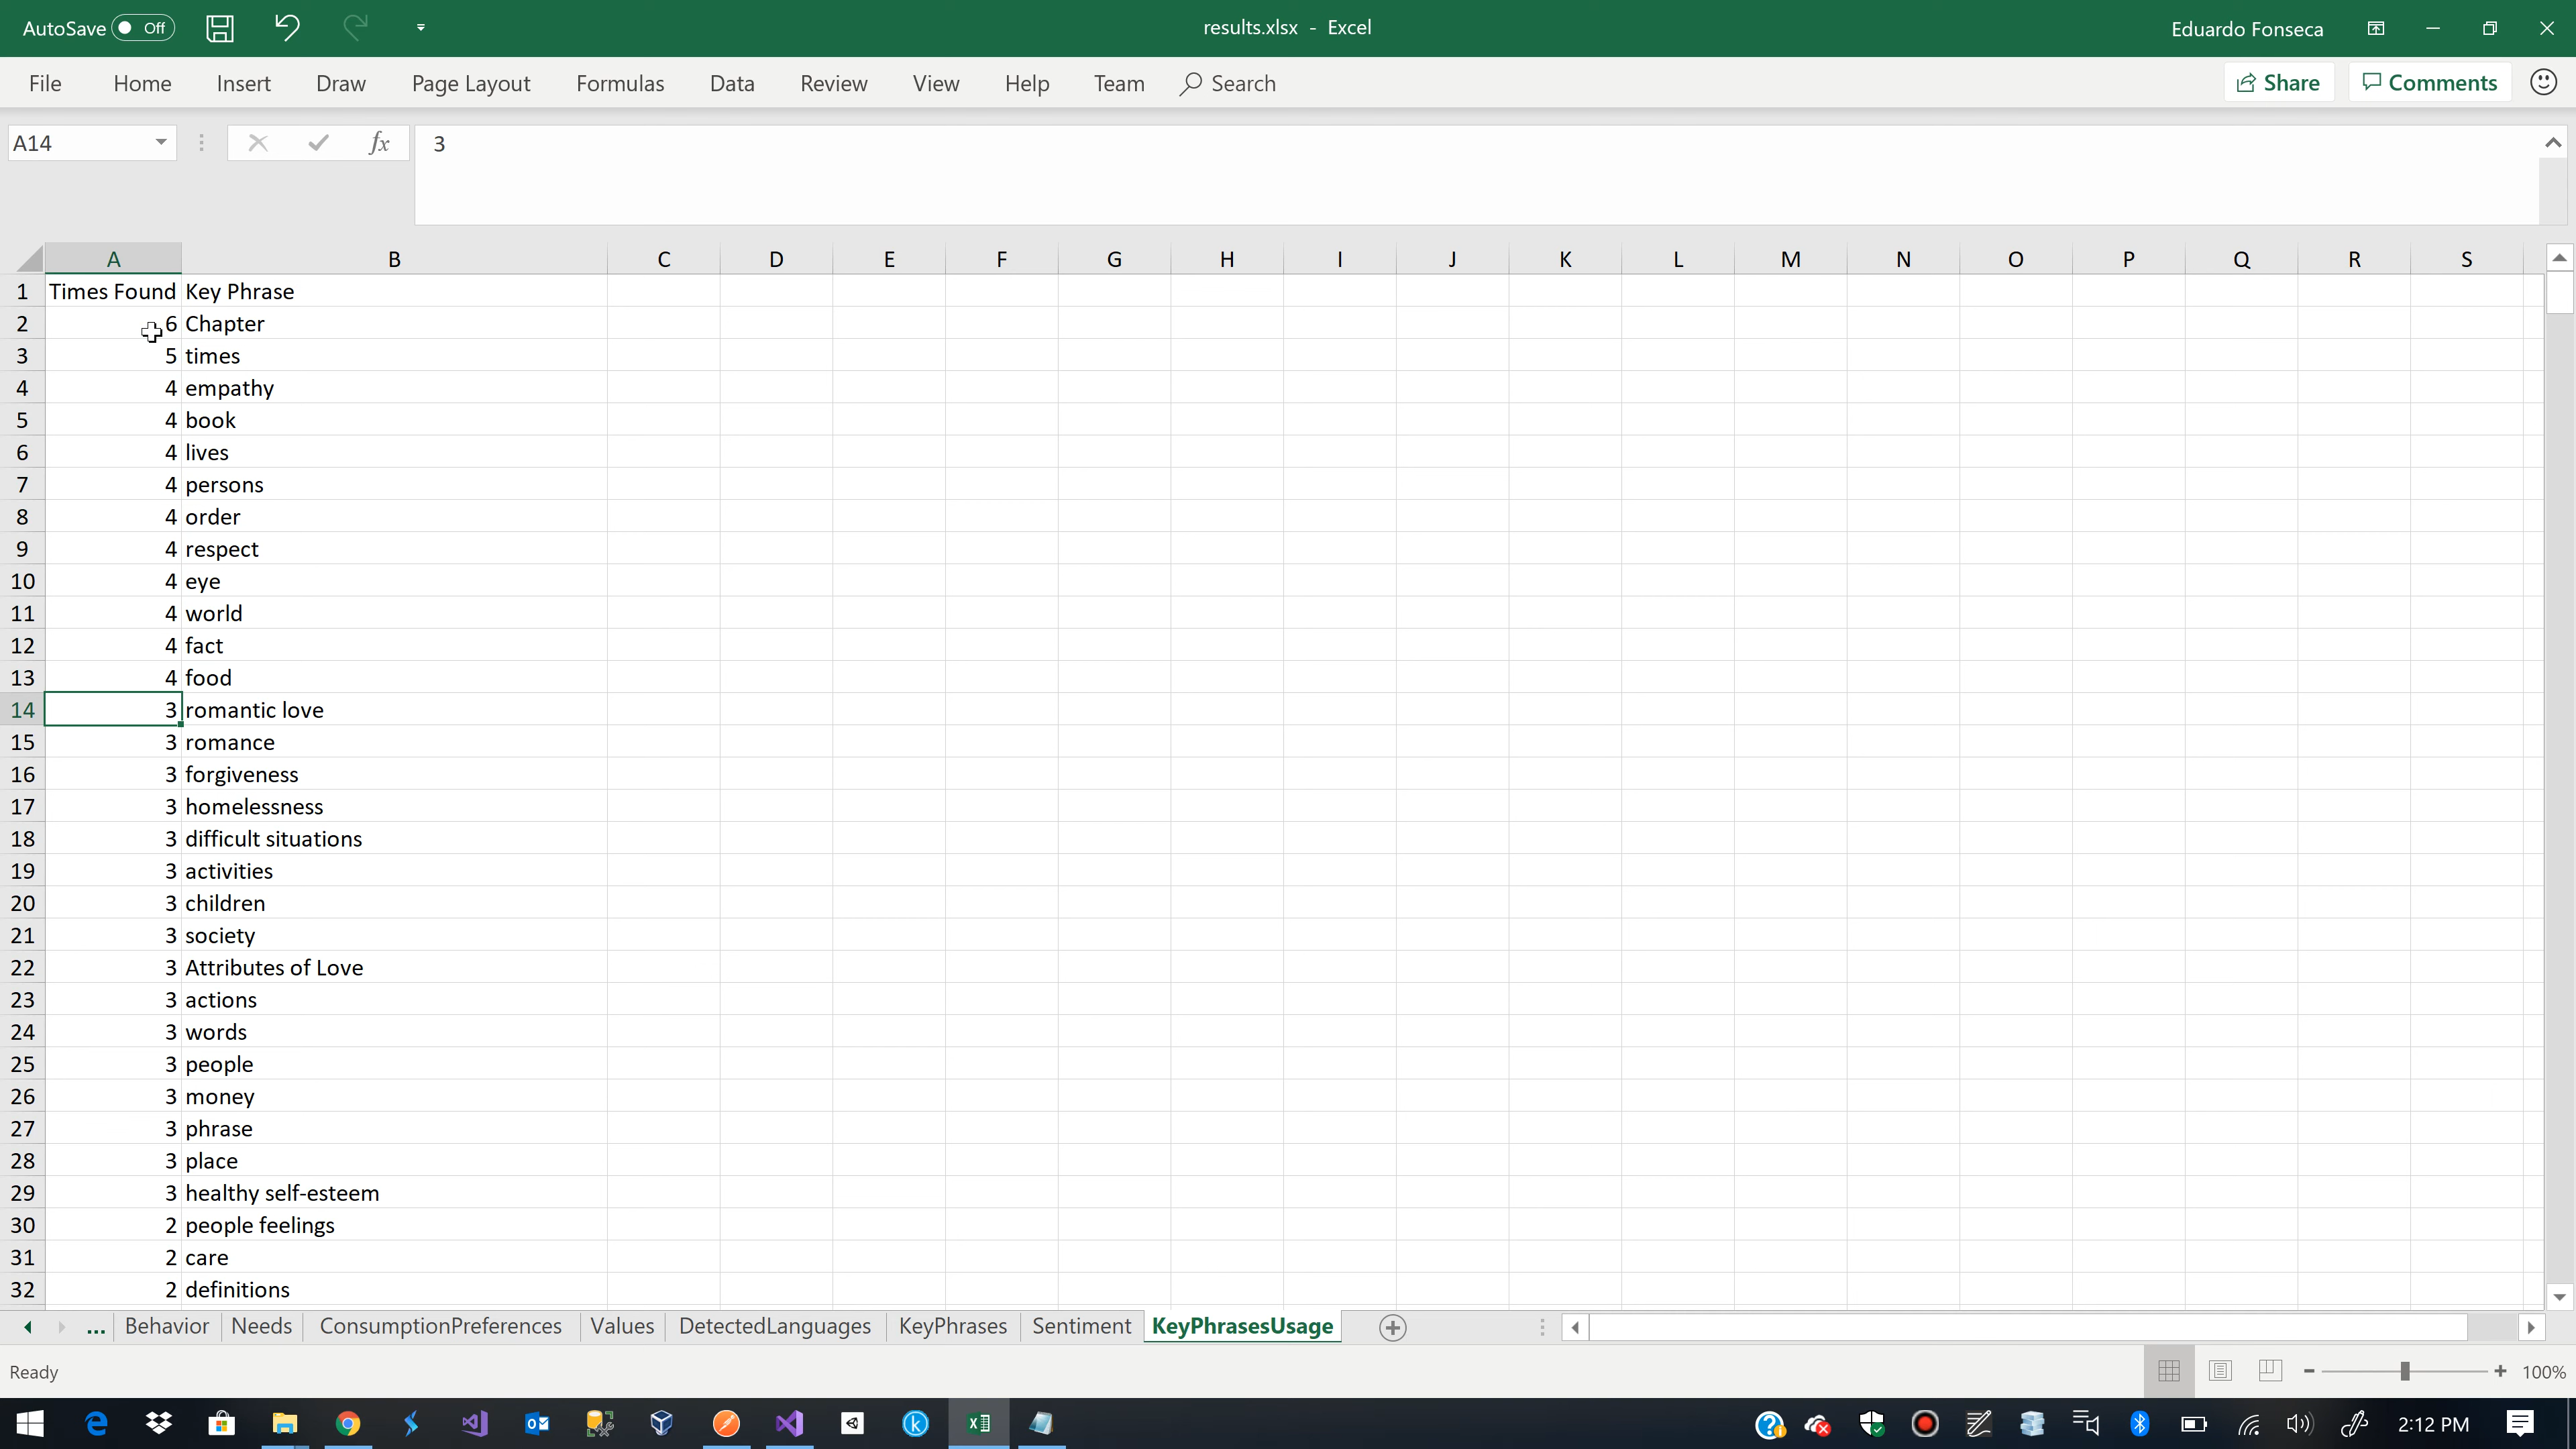 AutoSave Off results.xlsx - Excel Eduardo Fonseca
File Home Insert Draw Page Layout Formulas Data Review View Help Team Search Share Comments
A14 fx 3
A B C D E F G H I J K L M N O P Q R S
1 Times Found Key Phrase
2 6 Chapter
3 5 times
4 4 empathy
5 4 book
6 4 lives
7 4 persons
8 4 order
9 4 respect
10 4 eye
11 4 world
12 4 fact
13 4 food
14 3 romantic love
15 3 romance
16 3 forgiveness
17 3 homelessness
18 3 difficult situations
19 3 activities
20 3 children
21 3 society
22 3 Attributes of Love
23 3 actions
24 3 words
25 3 people
26 3 money
27 3 phrase
28 3 place
29 3 healthy self-esteem
30 2 people feelings
31 2 care
32 2 definitions
... Behavior Needs ConsumptionPreferences Values DetectedLanguages KeyPhrases Sentiment KeyPhrasesUsage
Ready 100%
2:12 PM